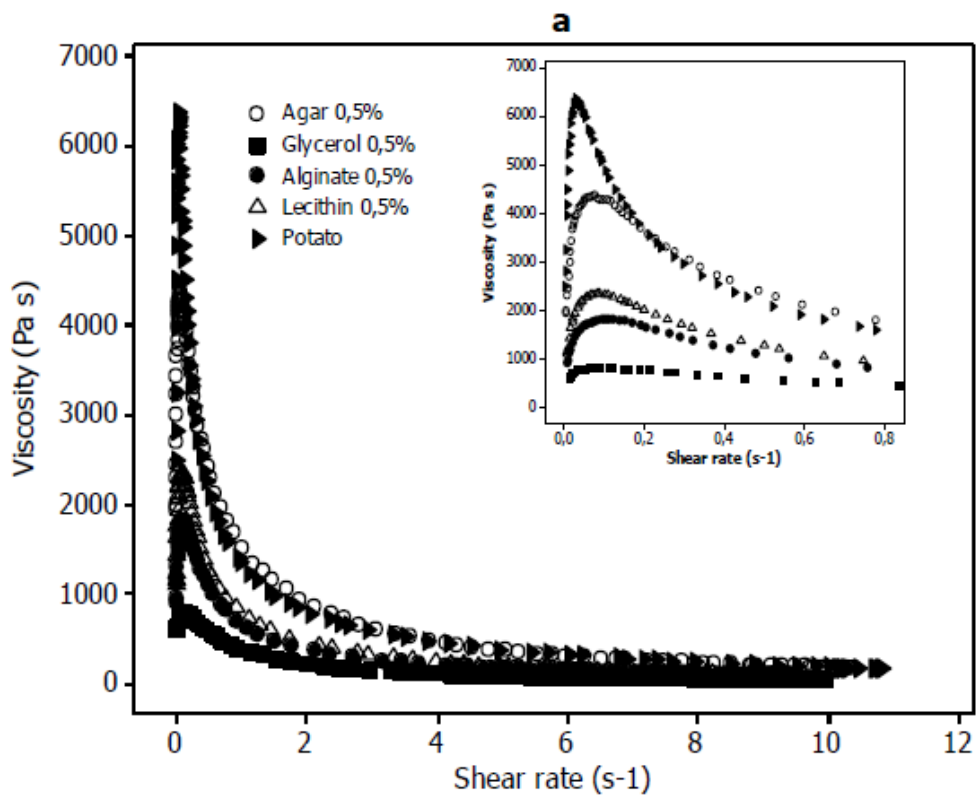 a
7000
6000
5000
4000
3000
2000
1000
0
Viscosity (Pa s)
Agar 0,5%
Glycerol 0,5%
Alginate 0,5%
Lecithin 0,5%
Potato
7000
6000
5000
4000
3000
2000
1000
0
Viscosity (Pa s)
0,0 0,2 0,4 0,6 0,8
Shear rate (s-1)
0 2 4 6 8 10 12
Shear rate (s-1)